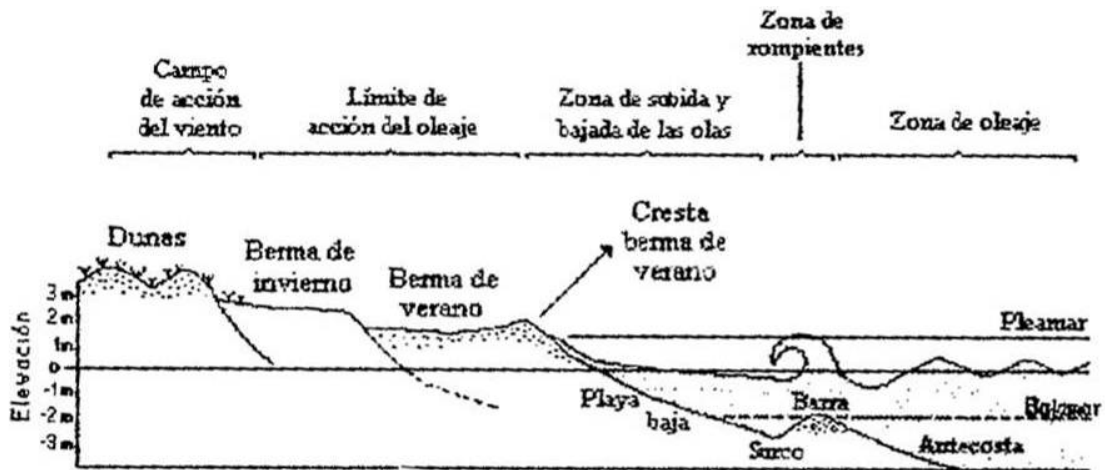 Zona de
rompientes
Campo
de acción
del viento
Límite de
acción del oleaje
Zona de subida y
bajada de las olas
Zona de oleaje
Dunas
Berma de
invierno
Berma de
verano
Cresta
berma de
verano
Pleamar
Elevación
3 m
2 m
1m
0
-1 m
-2 m
-3 m
Playa
baja
Barra
Surco
Antecosta